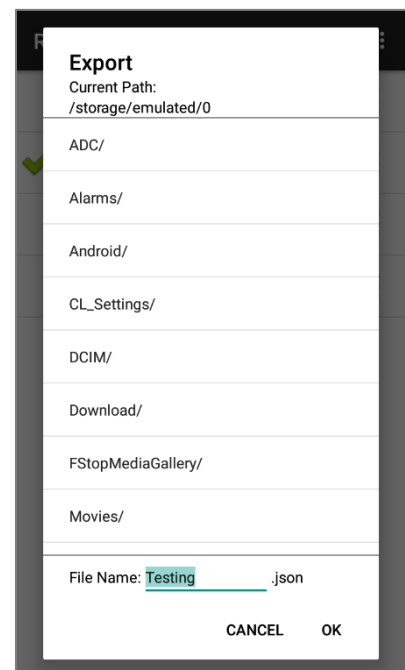 R
Export
Current Path:
/storage/emulated/0
ADC/
Alarms/
Android/
CL_Settings/
DCIM/
Download/
FStopMediaGallery/
Movies/
File Name: Testing .json
CANCEL OK